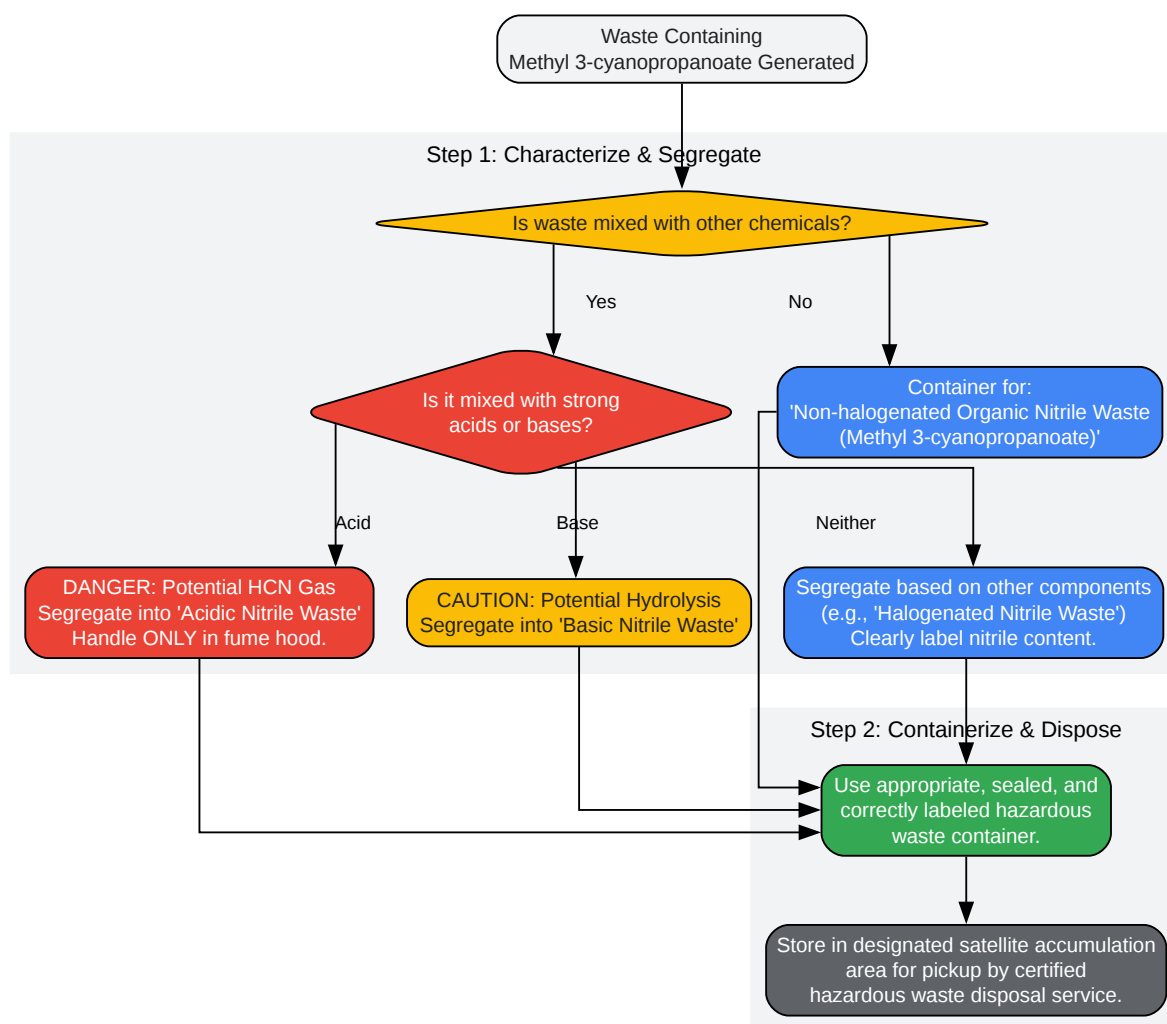 Waste Containing
Methyl 3-cyanopropanoate Generated
Step 1: Characterize & Segregate
Is waste mixed with other chemicals?
Yes
No
Is it mixed with strong
acids or bases?
Container for:
'Non-halogenated Organic Nitrile Waste
(Methyl 3-cyanopropanoate)'
Acid
Base
Neither
DANGER: Potential HCN Gas
Segregate into 'Acidic Nitrile Waste'
Handle ONLY in fume hood.
CAUTION: Potential Hydrolysis
Segregate into 'Basic Nitrile Waste'
Segregate based on other components
(e.g., 'Halogenated Nitrile Waste')
Clearly label nitrile content.
Step 2: Containerize & Dispose
Use appropriate, sealed, and
correctly labeled hazardous
waste container.
Store in designated satellite accumulation
area for pickup by certified
hazardous waste disposal service.